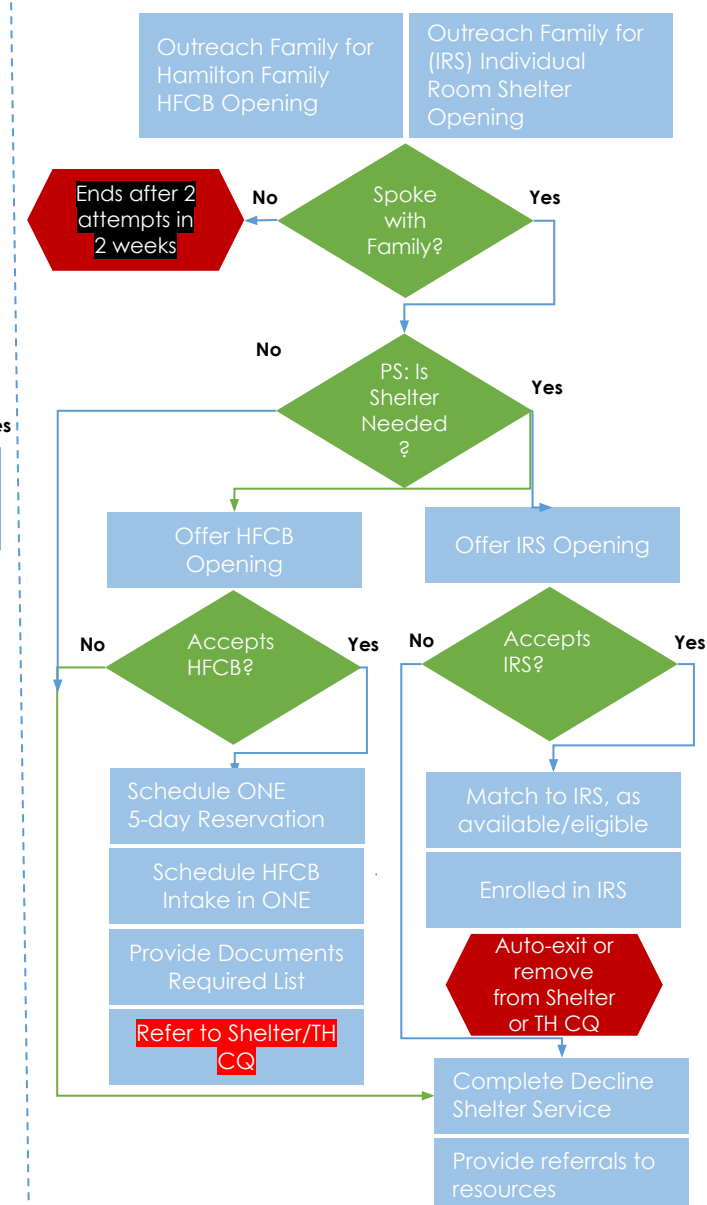 Outreach Family for
Hamilton Family
HFCB Opening
Outreach Family for
(IRS) Individual
Room Shelter
Opening
Ends after 2
attempts in
2 weeks
No
Spoke
with
Family?
Yes
No
PS: Is
Shelter
Needed
?
Yes
es
Offer HFCB
Opening
Offer IRS Opening
No
Accepts
HFCB?
Yes
No
Accepts
IRS?
Yes
Schedule ONE
5-day Reservation
Match to IRS, as
available/eligible
Schedule HFCB
Intake in ONE
Enrolled in IRS
Provide Documents
Required List
Auto-exit or
remove
from Shelter
or TH CQ
Refer to Shelter/TH
CQ
Complete Decline
Shelter Service
Provide referrals to
resources